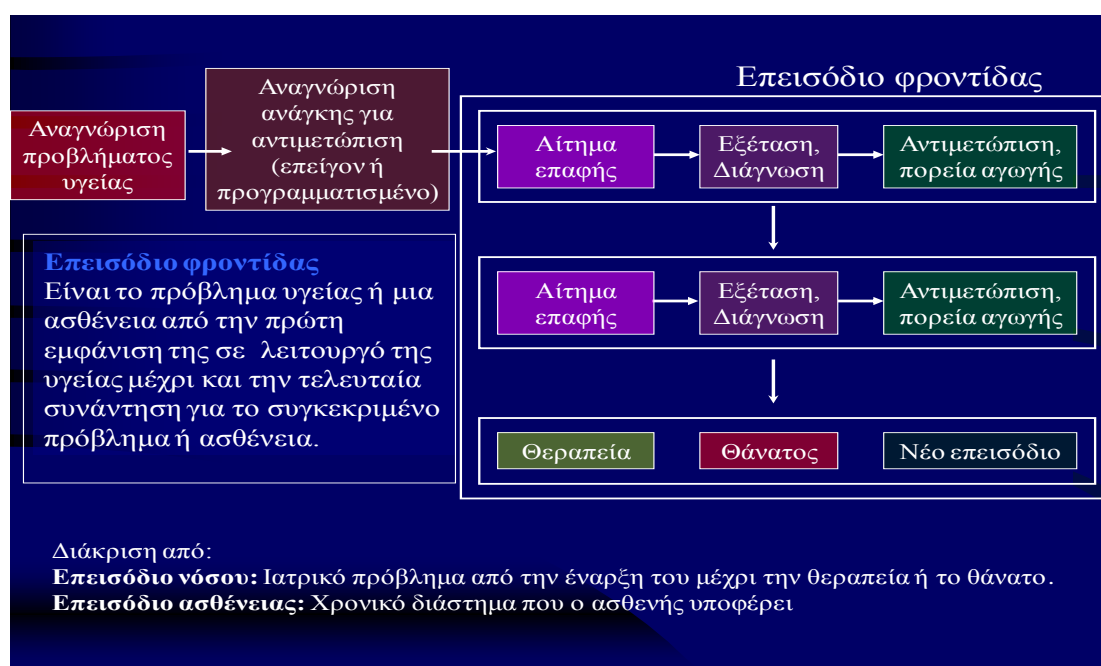 Επεισόδιο φροντίδας
Αναγνώριση
προβλήματος
υγείας
Αναγνώριση
ανάγκης για
αντιμετώπιση
(επείγον ή
προγραμματισμένο)
Αίτημα
επαφής
Εξέταση,
Διάγνωση
Αντιμετώπιση,
πορεία αγωγής
Αίτημα
επαφής
Εξέταση,
Διάγνωση
Αντιμετώπιση,
πορεία αγωγής
Θεραπεία
Θάνατος
Νέο επεισόδιο
Επεισόδιο φροντίδας
Είναι το πρόβλημα υγείας ή μια
ασθένεια από την πρώτη
εμφάνιση της σε λειτουργό της
υγείας μέχρι και την τελευταία
συνάντηση για το συγκεκριμένο
πρόβλημα ή ασθένεια.
Διάκριση από:
Επεισόδιο νόσου: Ιατρικό πρόβλημα από την έναρξη του μέχρι την θεραπεία ή το θάνατο.
Επεισόδιο ασθένειας: Χρονικό διάστημα που ο ασθενής υποφέρει